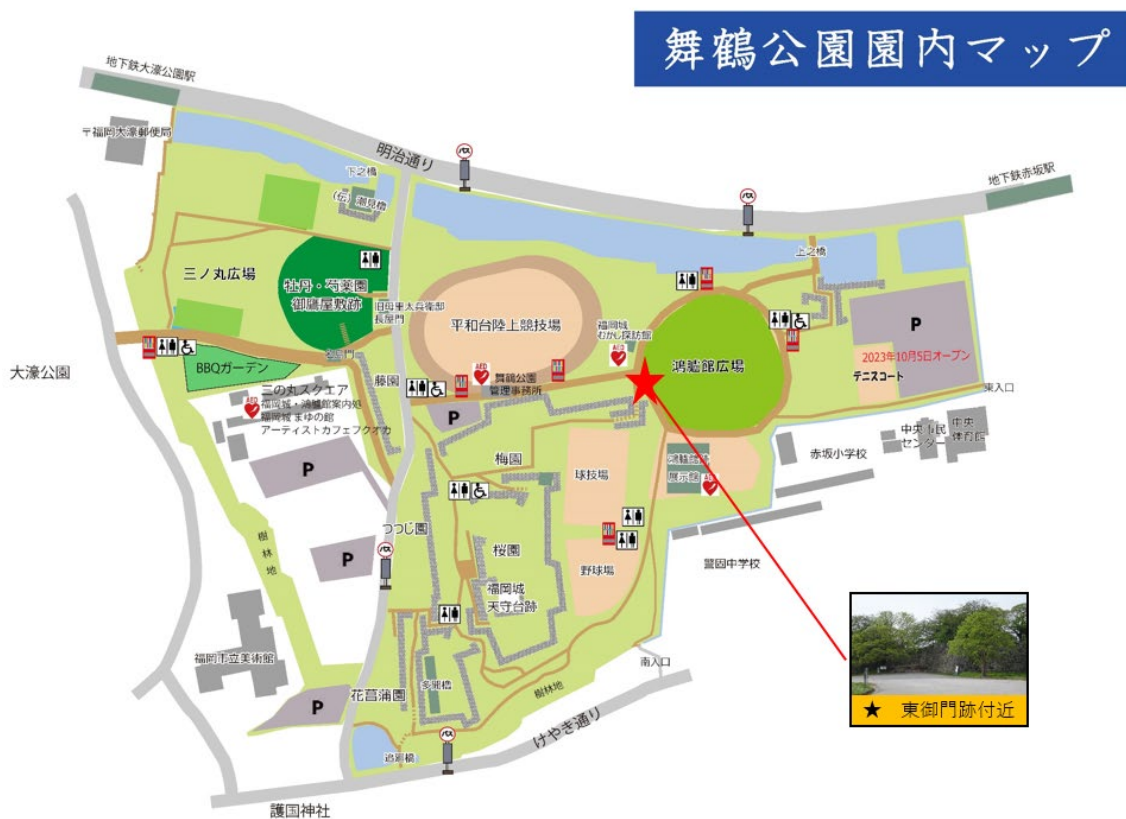 舞鶴公園園内マップ
地下鉄大濠公園駅
〒福岡大濠郵便局
明治通り
バス
バス
地下鉄赤坂駅
下之橋
(伝)潮見櫓
上之橋
三ノ丸広場
牡丹・芍薬園
御鷹屋敷跡
旧母里太兵衛邸
長屋門
平和台陸上競技場
福岡城
むかし探訪館
AED
鴻臚館広場
P
2023年10月5日オープン
テニスコート
東入口
大濠公園
BBQガーデン
名島門
藤園
AED
舞鶴公園
管理事務所
P
三の丸スクエア
AED
福岡城・鴻臚館案内処
福岡城 まゆの館
アーティストカフェフクオカ
P
梅園
球技場
鴻臚館跡
展示館
AED
赤坂小学校
中央市民
センター
中央
体育館
つつじ園
バス
樹林地
P
桜園
福岡城
天守台跡
野球場
警固中学校
福岡市立美術館
P
花菖蒲園
多聞櫓
樹林地
南入口
けやき通り
追廻橋
バス
護国神社
★ 東御門跡付近